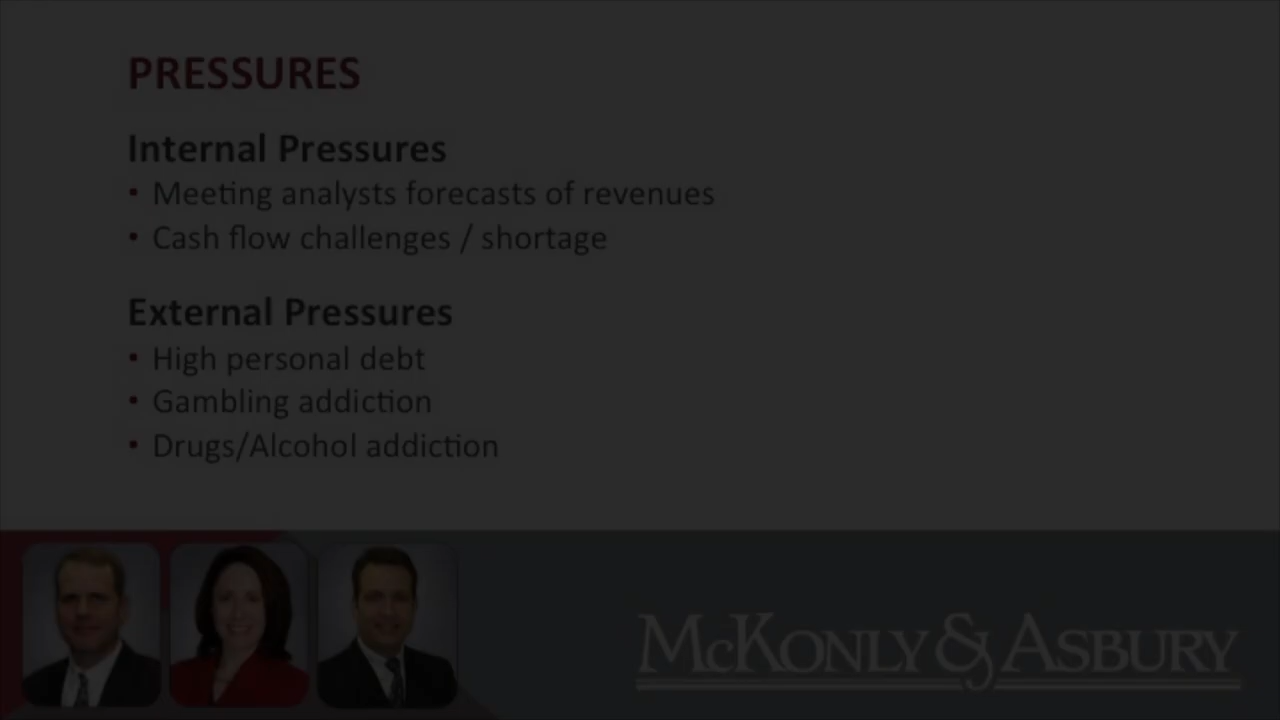 PRESSURES
Internal Pressures
• Meeting analysts forecasts of revenues
• Cash flow challenges / shortage
External Pressures
• High personal debt
• Gambling addiction
• Drugs/Alcohol addiction
McKonly & Asbury